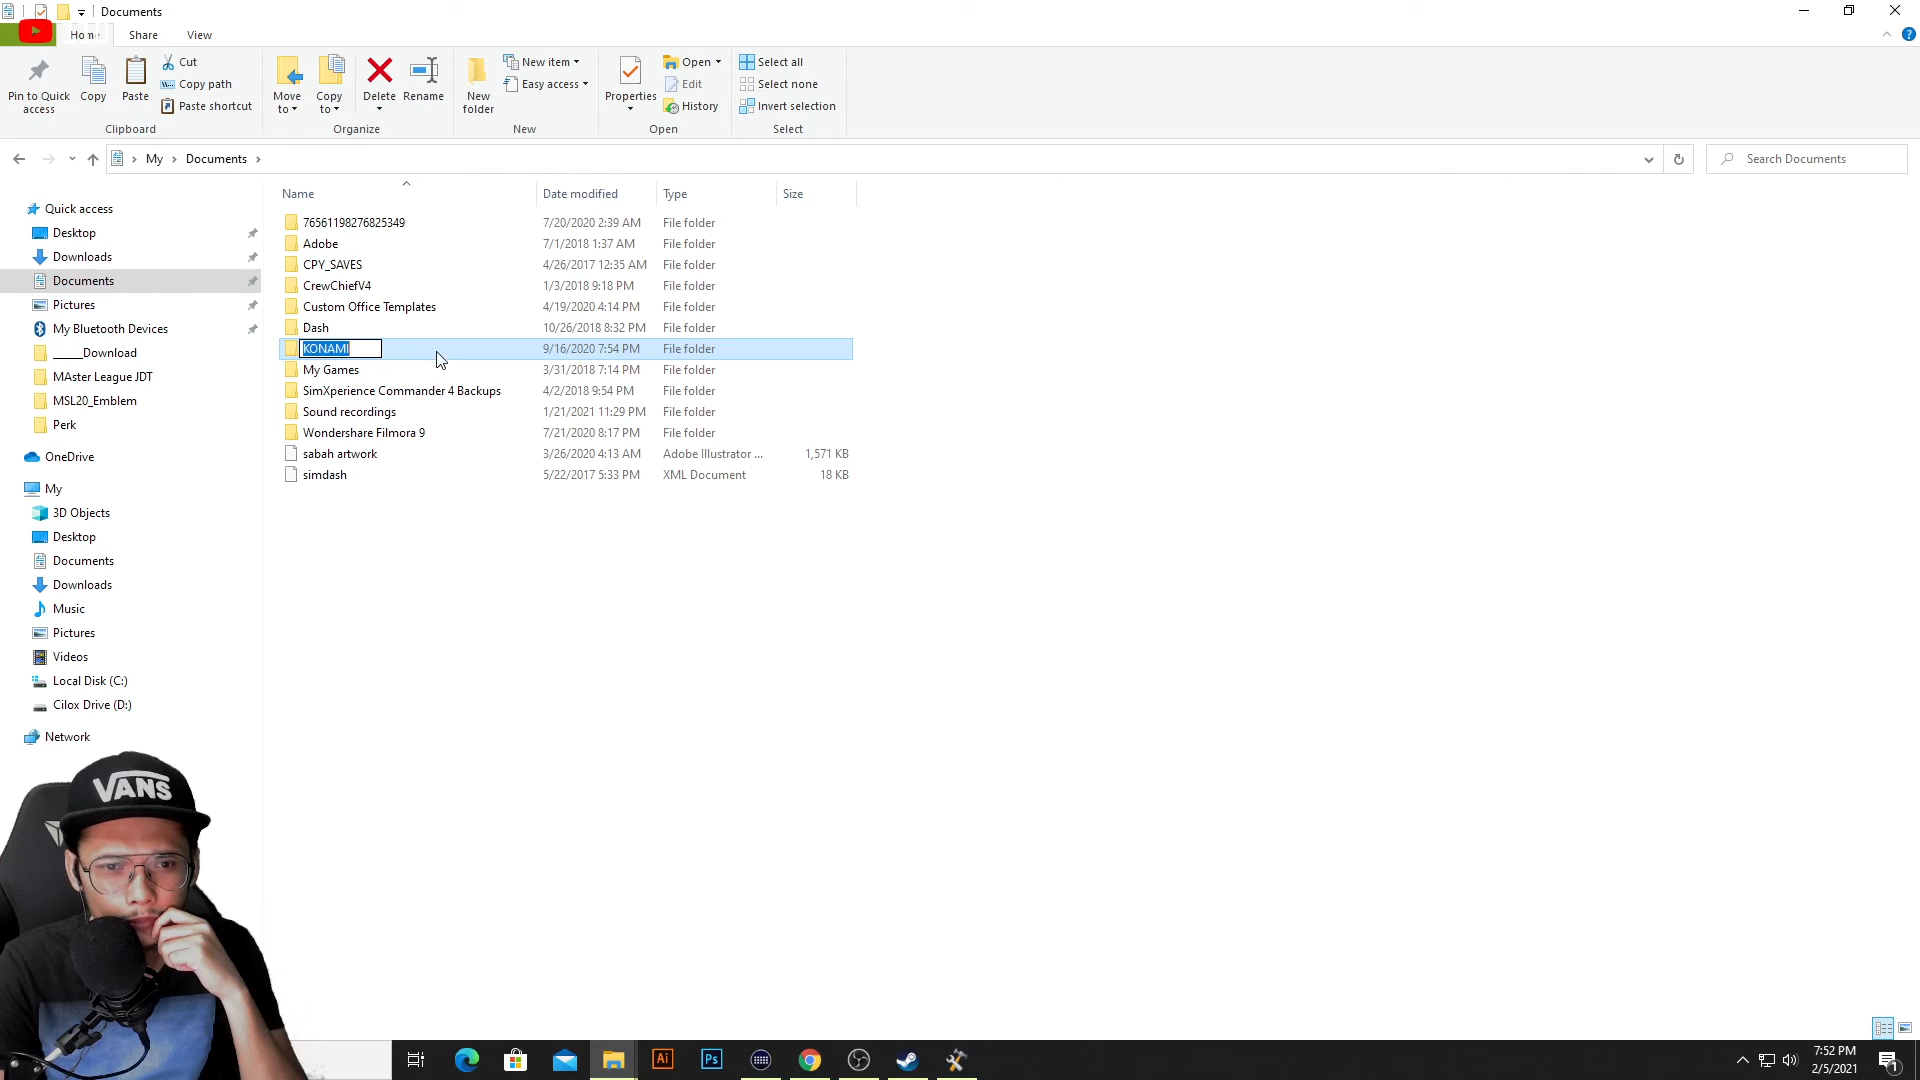 Documents
Home
Share
View
Pin to Quick access
Copy
Paste
Cut
Copy path
Paste shortcut
Clipboard
Move to
Copy to
Delete
Rename
Organize
New folder
New item
Easy access
New
Properties
Open
Edit
History
Open
Select all
Select none
Invert selection
Select
My > Documents >
Search Documents
Name Date modified Type Size
76561198276825349 7/20/2020 2:39 AM File folder
Adobe 7/1/2018 1:37 AM File folder
CPY_SAVES 4/26/2017 12:35 AM File folder
CrewChiefV4 1/3/2018 9:18 PM File folder
Custom Office Templates 4/19/2020 4:14 PM File folder
Dash 10/26/2018 8:32 PM File folder
KONAMI 9/16/2020 7:54 PM File folder
My Games 3/31/2018 7:14 PM File folder
SimXperience Commander 4 Backups 4/2/2018 9:54 PM File folder
Sound recordings 1/21/2021 11:29 PM File folder
Wondershare Filmora 9 7/21/2020 8:17 PM File folder
sabah artwork 3/26/2020 4:13 AM Adobe Illustrator ... 1,571 KB
simdash 5/22/2017 5:33 PM XML Document 18 KB
Quick access
Desktop
Downloads
Documents
Pictures
My Bluetooth Devices
_____Download
MAster League JDT
MSL20_Emblem
Perk
OneDrive
My
3D Objects
Desktop
Documents
Downloads
Music
Pictures
Videos
Local Disk (C:)
Cilox Drive (D:)
Network
VANS
Ai
Ps
7:52 PM
2/5/2021
1